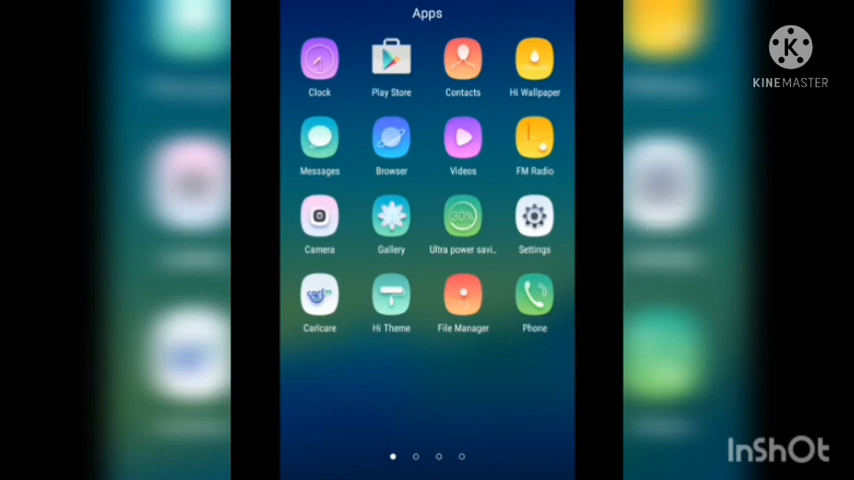 Apps
Clock
Play Store
Contacts
Hi Wallpaper
Messages
Browser
Videos
FM Radio
30%
Camera
Gallery
Ultra power savi..
Settings
Carlcare
Hi Theme
File Manager
Phone
K
KINEMASTER
InShOt